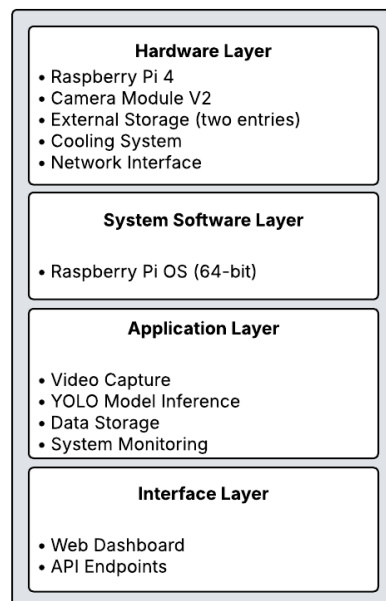 Hardware Layer
• Raspberry Pi 4
• Camera Module V2
• External Storage (two entries)
• Cooling System
• Network Interface
System Software Layer
• Raspberry Pi OS (64-bit)
Application Layer
• Video Capture
• YOLO Model Inference
• Data Storage
• System Monitoring
Interface Layer
• Web Dashboard
• API Endpoints